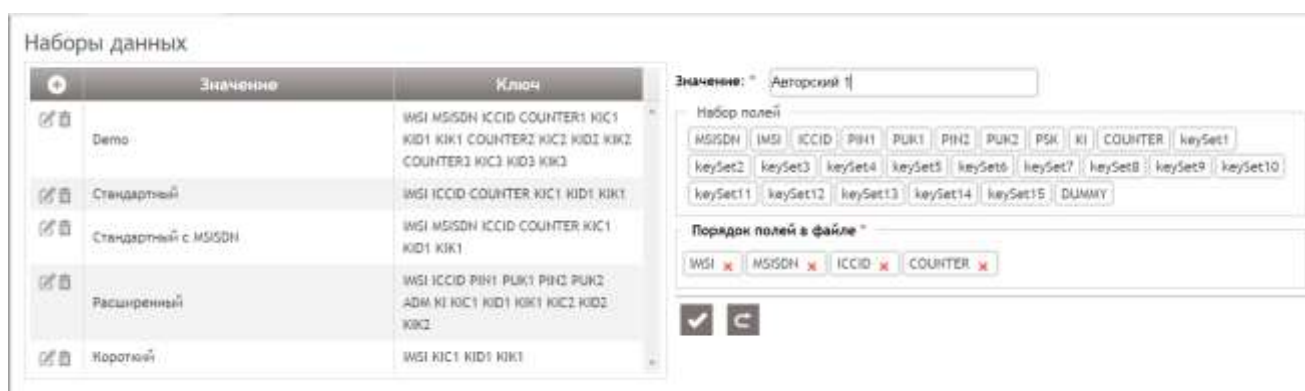 Наборы данных
Значение Ключ
Demo
IMSI MSISDN ICCID COUNTER1 KIC1
KID1 KIK1 COUNTER2 KIC2 KID2 KIK2
COUNTER3 KIC3 KID3 KIK3
Стандартный
IMSI ICCID COUNTER KIC1 KID1 KIK1
Стандартный с MSISDN
IMSI MSISDN ICCID COUNTER KIC1
KID1 KIK1
Расширенный
IMSI ICCID PIN1 PUK1 PIN2 PUK2
ADM KI KIC1 KID1 KIK1 KIC2 KID2
KIK2
Короткий
IMSI KIC1 KID1 KIK1
Значение: * Авторский 1
Набор полей
MSISDN IMSI ICCID PIN1 PUK1 PIN2 PUK2 PSK KI COUNTER keySet1
keySet2 keySet3 keySet4 keySet5 keySet6 keySet7 keySet8 keySet9 keySet10
keySet11 keySet12 keySet13 keySet14 keySet15 DUMMY
Порядок полей в файле *
IMSI MSISDN ICCID COUNTER